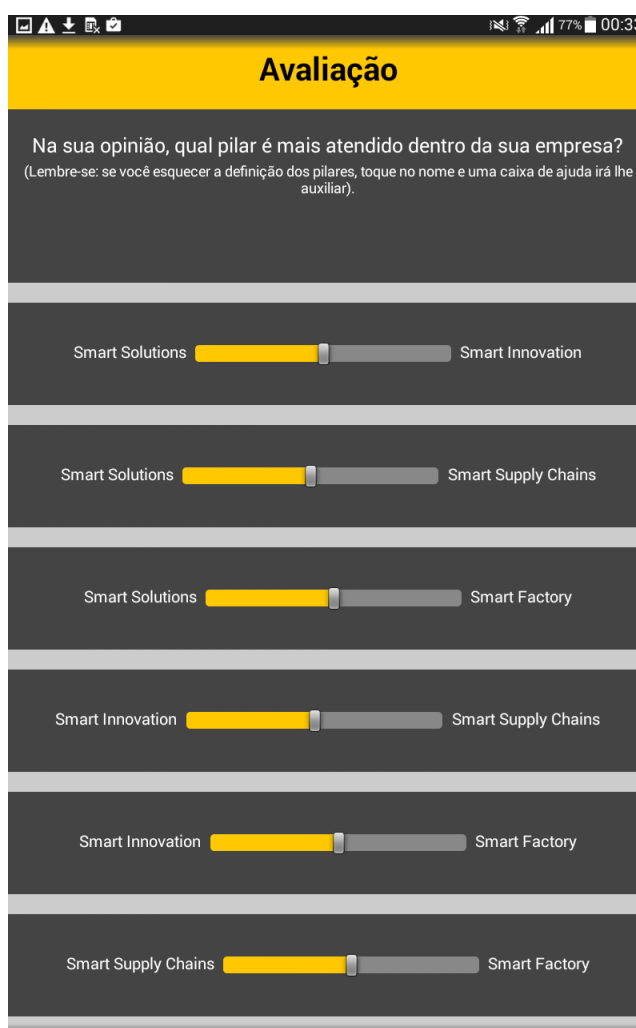 77% 00:33
Avaliação
Na sua opinião, qual pilar é mais atendido dentro da sua empresa?
(Lembre-se: se você esquecer a definição dos pilares, toque no nome e uma caixa de ajuda irá lhe
auxiliar).
Smart Solutions Smart Innovation
Smart Solutions Smart Supply Chains
Smart Solutions Smart Factory
Smart Innovation Smart Supply Chains
Smart Innovation Smart Factory
Smart Supply Chains Smart Factory